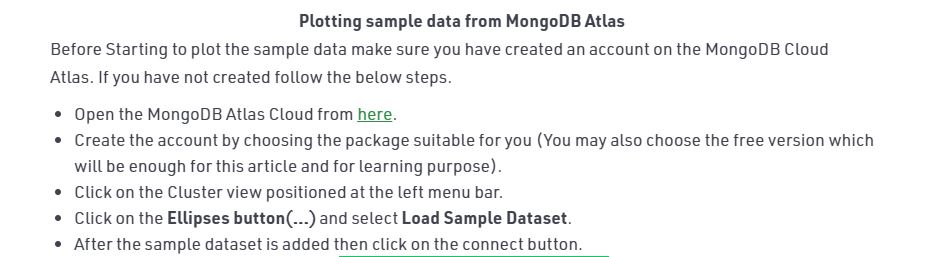 Plotting sample data from MongoDB Atlas
Before Starting to plot the sample data make sure you have created an account on the MongoDB Cloud
Atlas. If you have not created follow the below steps.
• Open the MongoDB Atlas Cloud from here.
• Create the account by choosing the package suitable for you (You may also choose the free version which
will be enough for this article and for learning purpose).
• Click on the Cluster view positioned at the left menu bar.
• Click on the Ellipses button(...) and select Load Sample Dataset.
• After the sample dataset is added then click on the connect button.